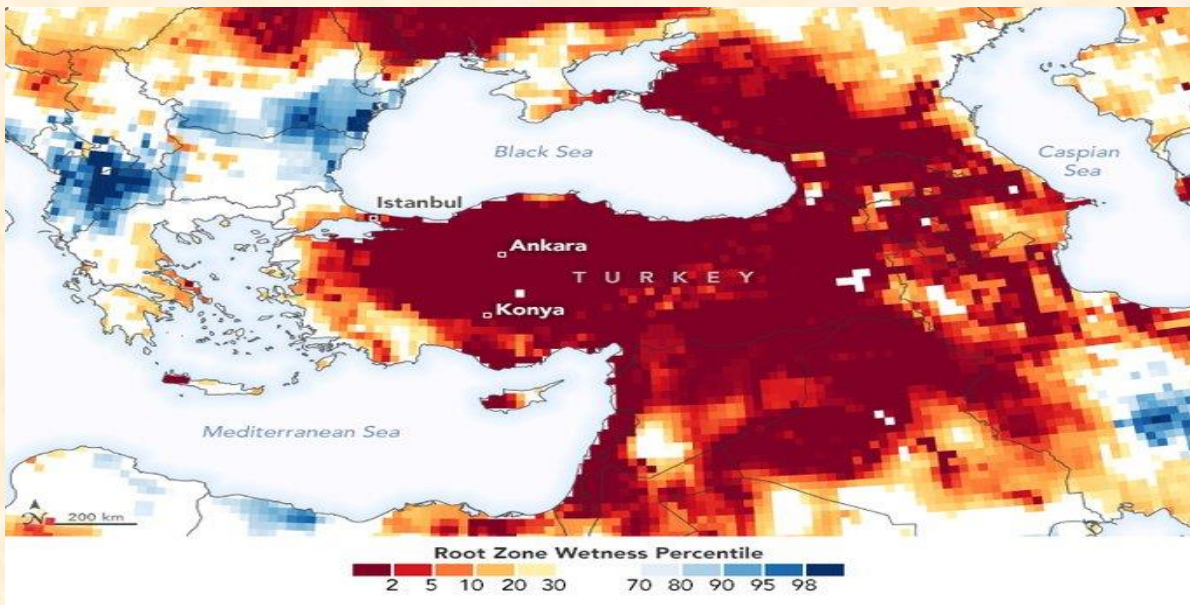 Black Sea
Caspian
Sea
Istanbul
Ankara
TURKEY
Konya
Mediterranean Sea
N
200 km
Root Zone Wetness Percentile
2 5 10 20 30 70 80 90 95 98